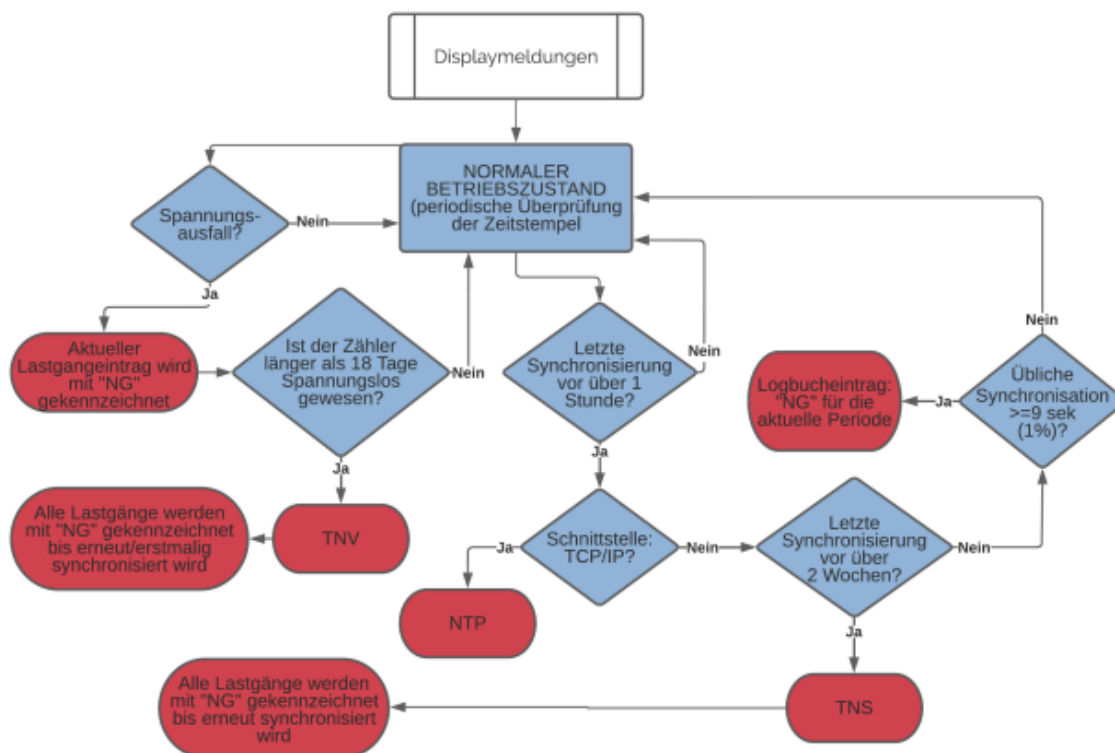 Displaymeldungen
NORMALER
BETRIEBSZUSTAND
(periodische Überprüfung
der Zeitstempel
Spannungs-
ausfall?
Nein
Ja
Aktueller
Lastgangeintrag wird
mit "NG"
gekennzeichnet
Ist der Zähler
länger als 18 Tage
Spannungslos
gewesen?
Nein
Ja
TNV
Alle Lastgänge werden
mit "NG" gekennzeichnet
bis erneut/erstmalig
synchronisiert wird
Letzte
Synchronisierung
vor über 1
Stunde?
Nein
Ja
Schnittstelle:
TCP/IP?
Ja
NTP
Nein
Letzte
Synchronisierung
vor über
2 Wochen?
Nein
Ja
TNS
Alle Lastgänge werden
mit "NG" gekennzeichnet
bis erneut synchronisiert
wird
Übliche
Synchronisation
>=9 sek
(1%)?
Nein
Ja
Logbucheintrag:
"NG" für die
aktuelle Periode